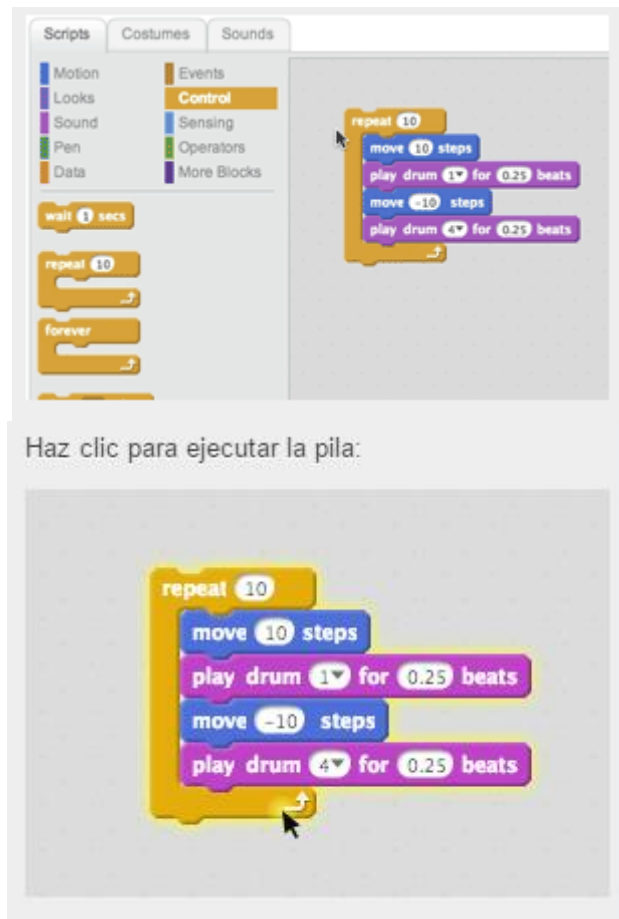 Scripts Costumes Sounds
Motion Events
Looks Control
Sound Sensing
Pen Operators
Data More Blocks
wait 1 secs
repeat 10
forever
repeat 10
move 10 steps
play drum 1 for 0.25 beats
move -10 steps
play drum 4 for 0.25 beats
Haz clic para ejecutar la pila:
repeat 10
move 10 steps
play drum 1 for 0.25 beats
move -10 steps
play drum 4 for 0.25 beats